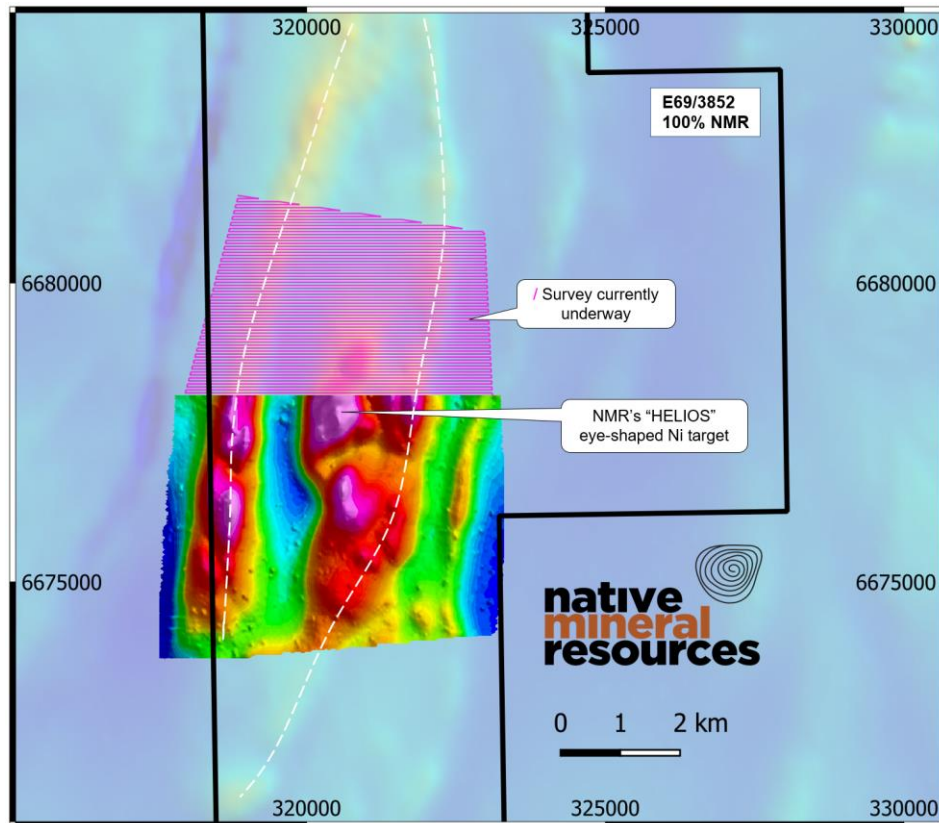 320000
325000
330000
E69/3852
100% NMR
6680000
6680000
/ Survey currently
underway
NMR's "HELIOS"
eye-shaped Ni target
6675000
6675000
native
mineral
resources
0 1 2 km
320000
325000
330000